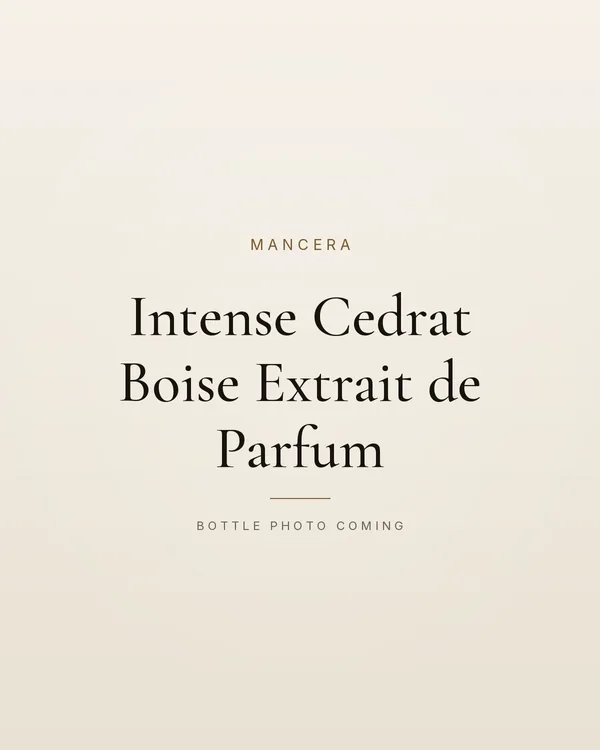 MANCERA
Intense Cedrat
Boise Extrait de
Parfum
BOTTLE PHOTO COMING